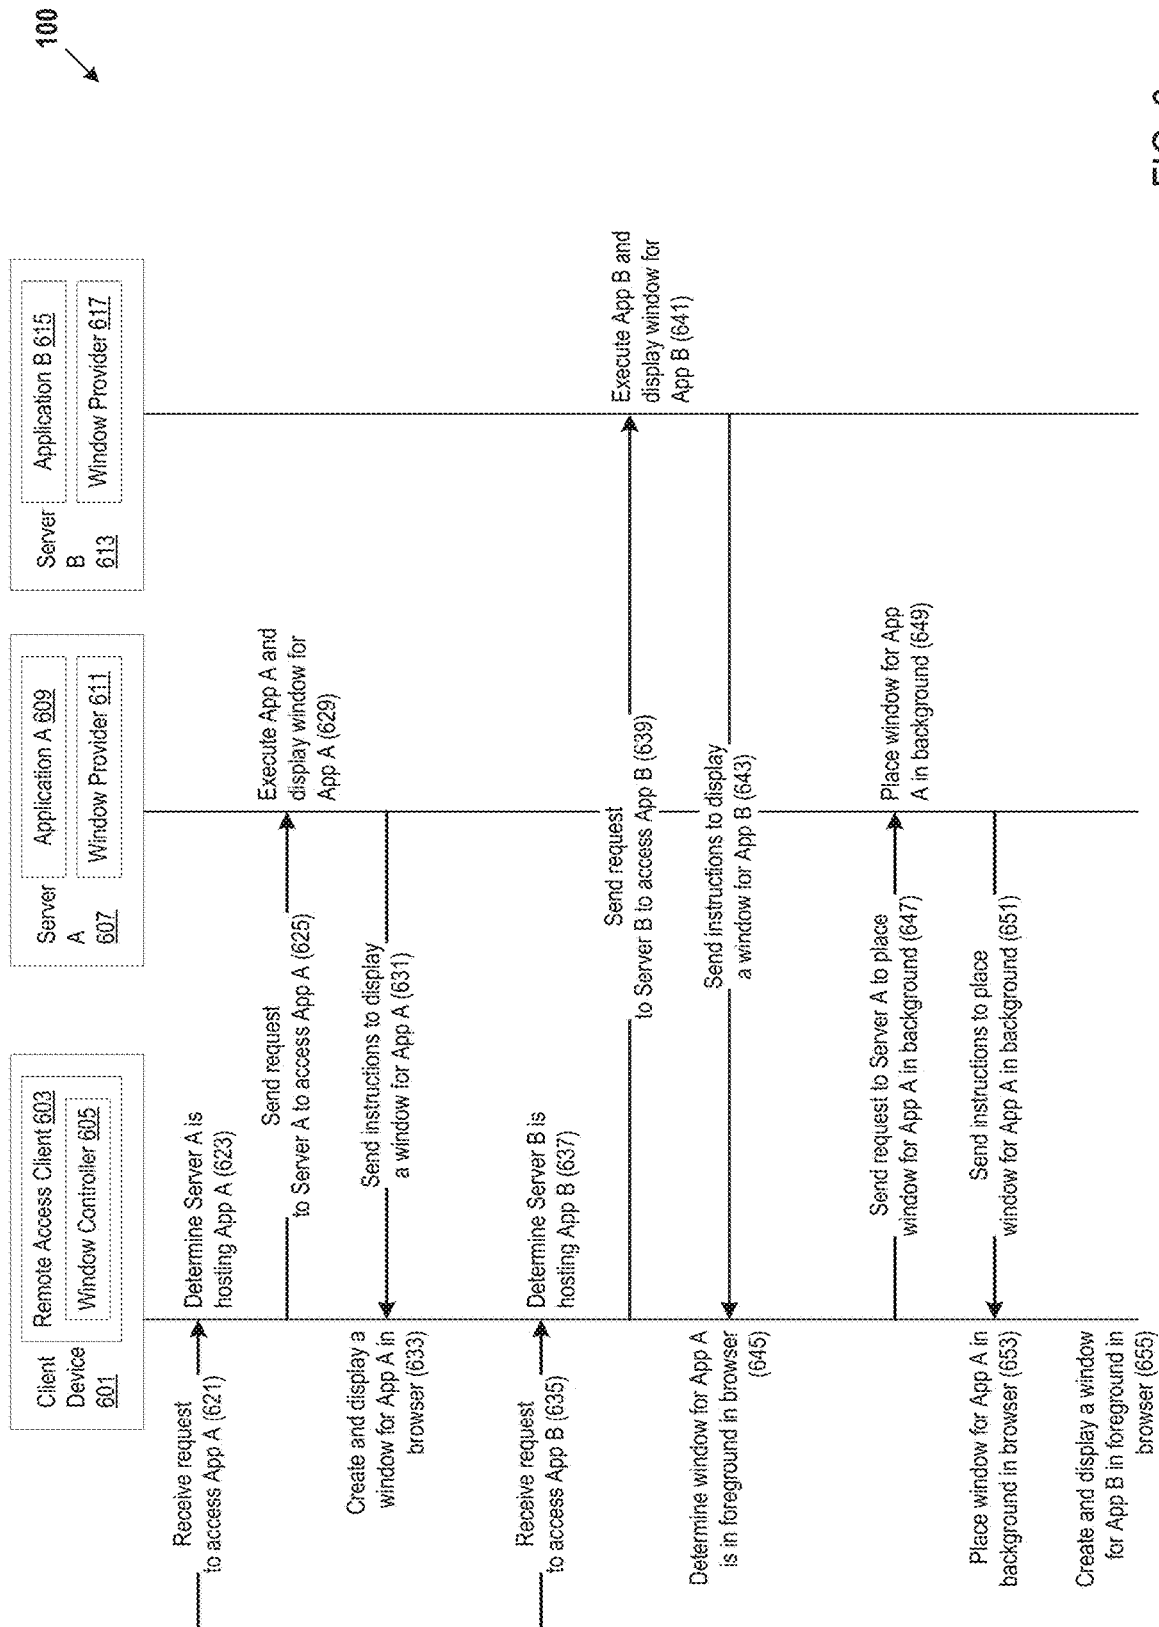 100
Client
Device
601
Remote Access Client 603
Window Controller 605
Server
A
607
Application A 609
Window Provider 611
Server
B
613
Application B 615
Window Provider 617
Receive request
to access App A (621)
Determine Server A is
hosting App A (623)
Send request
to Server A to access App A (625)
Execute App A and
display window for
App A (629)
Send instructions to display
a window for App A (631)
Create and display a
window for App A in
browser (633)
Receive request
to access App B (635)
Determine Server B is
hosting App B (637)
Send request
to Server B to access App B (639)
Execute App B and
display window for
App B (641)
Send instructions to display
a window for App B (643)
Determine window for App A
is in foreground in browser
(645)
Send request to Server A to place
window for App A in background (647)
Place window for App
A in background (649)
Send instructions to place
window for App A in background (651)
Place window for App A in
background in browser (653)
Create and display a window
for App B in foreground in
browser (655)
FIG.